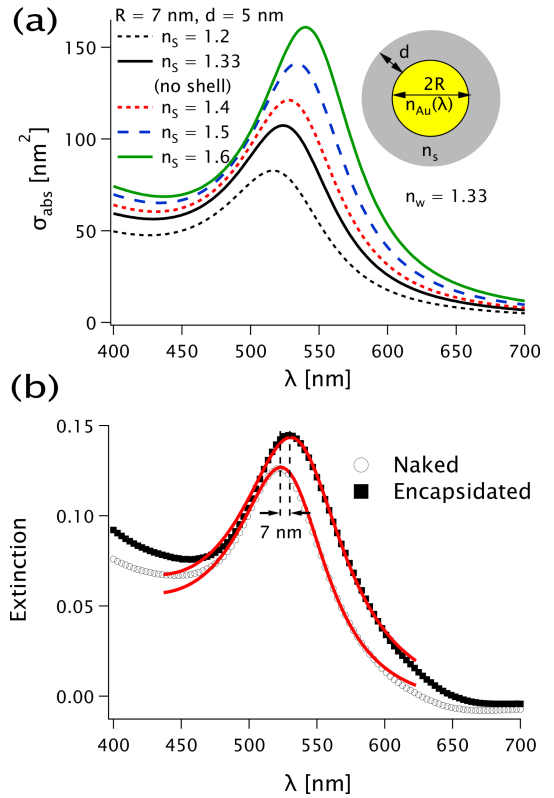 (a)
R = 7 nm, d = 5 nm
n_S = 1.2
n_S = 1.33
(no shell)
n_S = 1.4
n_S = 1.5
n_S = 1.6
d
2R
n_Au(λ)
n_s
n_w = 1.33
150
100
50
0
σ_abs [nm²]
400
450
500
550
600
650
700
λ [nm]
(b)
0.15
0.10
0.05
0.00
Extinction
Naked
Encapsidated
7 nm
400
450
500
550
600
650
700
λ [nm]